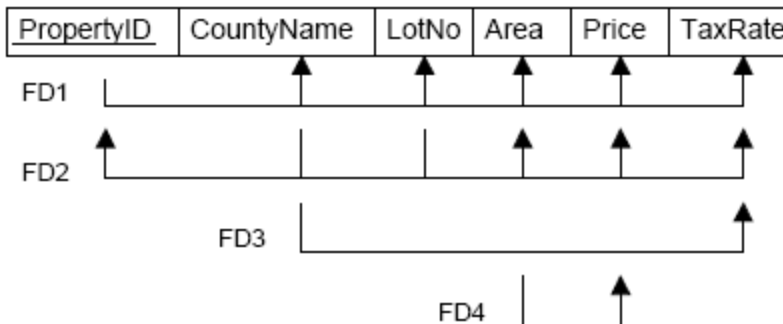 PropertyID CountyName LotNo Area Price TaxRate
FD1
FD2
FD3
FD4